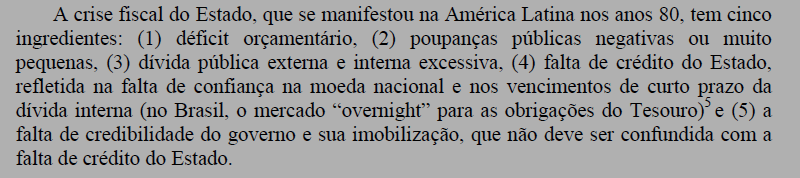 A crise fiscal do Estado, que se manifestou na América Latina nos anos 80, tem cinco
ingredientes: (1) déficit orçamentário, (2) poupanças públicas negativas ou muito
pequenas, (3) dívida pública externa e interna excessiva, (4) falta de crédito do Estado,
refletida na falta de confiança na moeda nacional e nos vencimentos de curto prazo da
dívida interna (no Brasil, o mercado “overnight” para as obrigações do Tesouro)5 e (5) a
falta de credibilidade do governo e sua imobilização, que não deve ser confundida com a
falta de crédito do Estado.